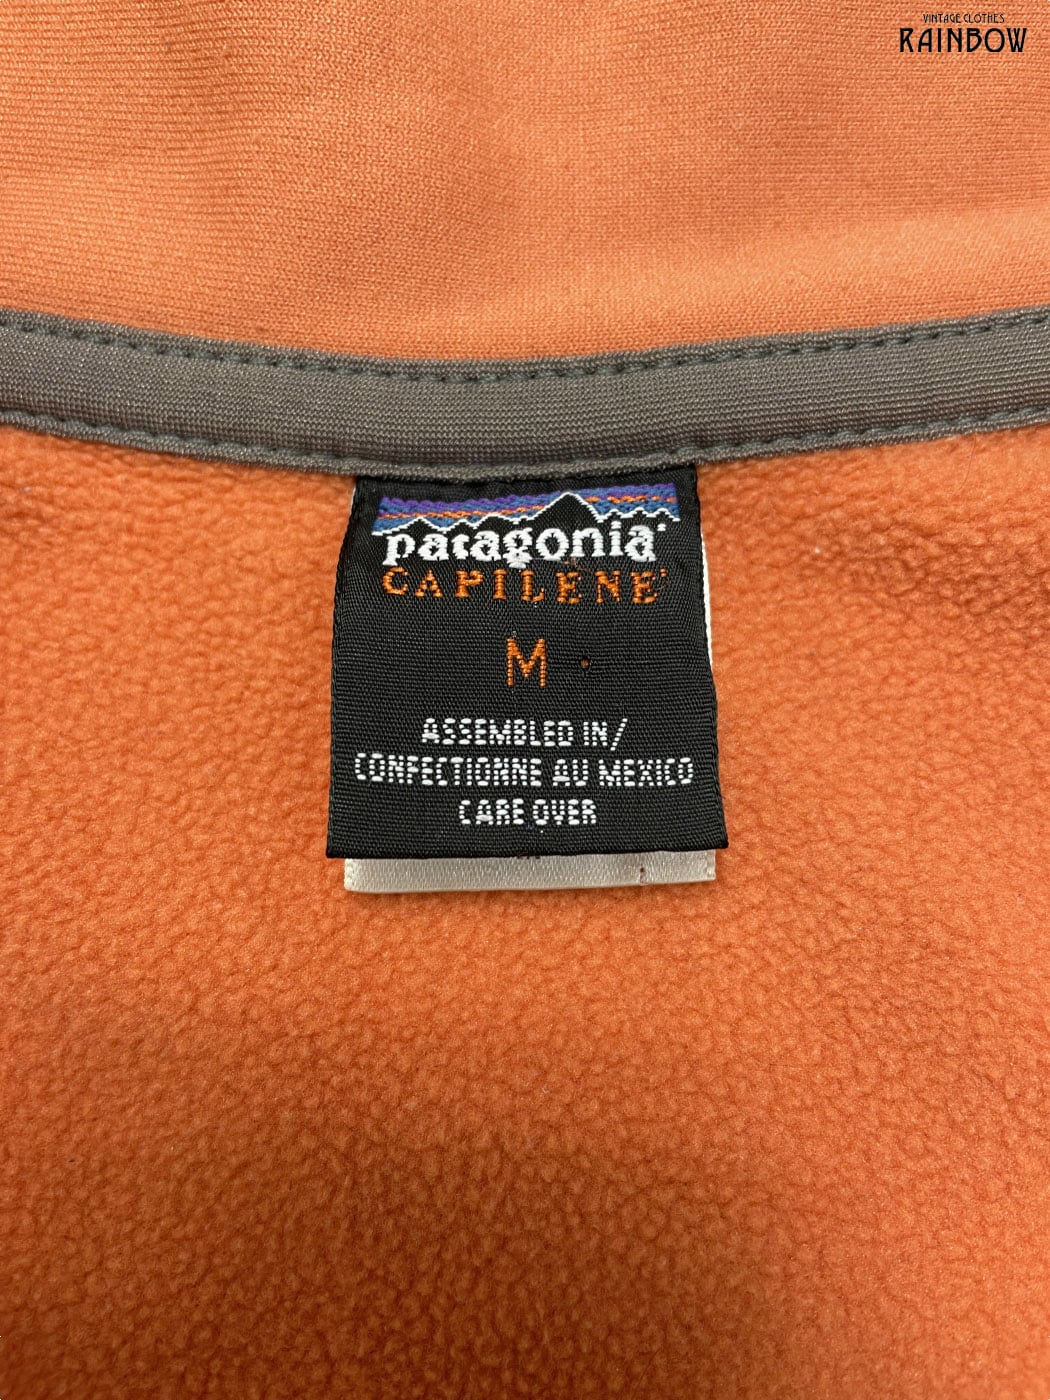 VINTAGE CLOTHES
RAINBOW
patagonia®
CAPILENE®
M
ASSEMBLED IN/
CONFECTIONNE AU MEXICO
CARE OVER